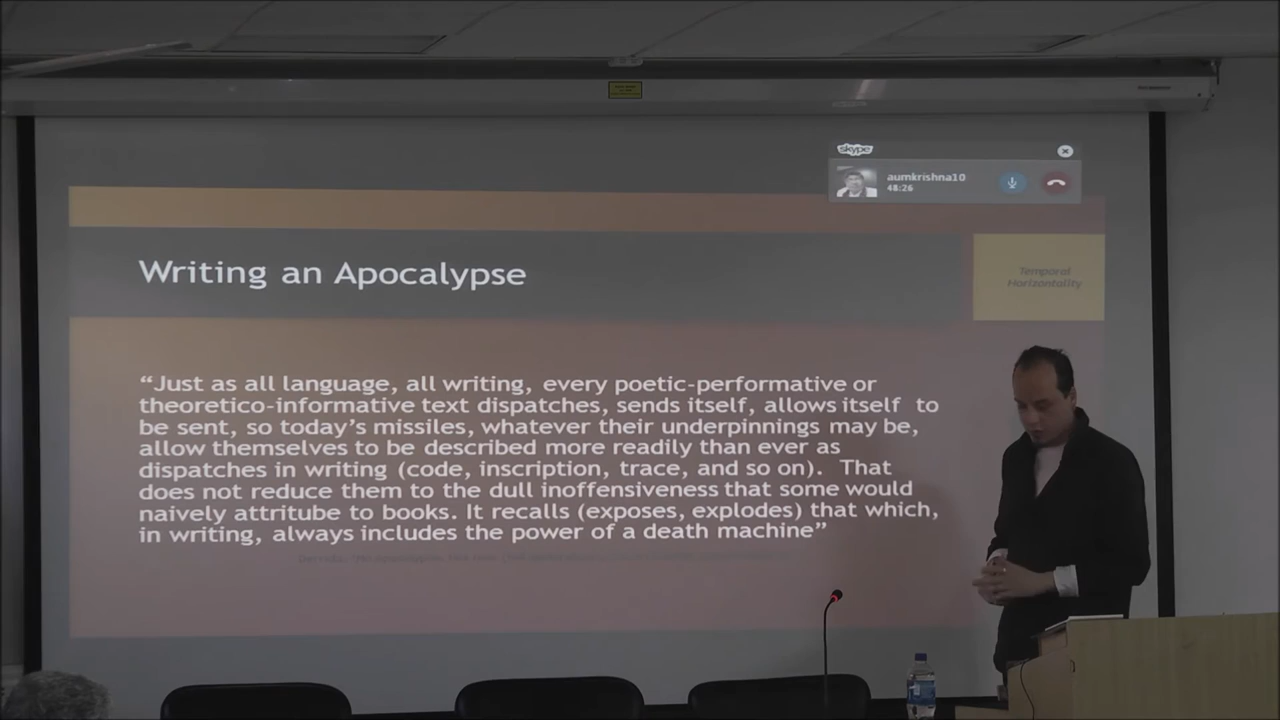 skype
aumkrishna10
48:26
Writing an Apocalypse
Temporal
Horizontality
“Just as all language, all writing, every poetic-performative or
theoretico-informative text dispatches, sends itself, allows itself to
be sent, so today’s missiles, whatever their underpinnings may be,
allow themselves to be described more readily than ever as
dispatches in writing (code, inscription, trace, and so on). That
does not reduce them to the dull inoffensiveness that some would
naively attritube to books. It recalls (exposes, explodes) that which,
in writing, always includes the power of a death machine”